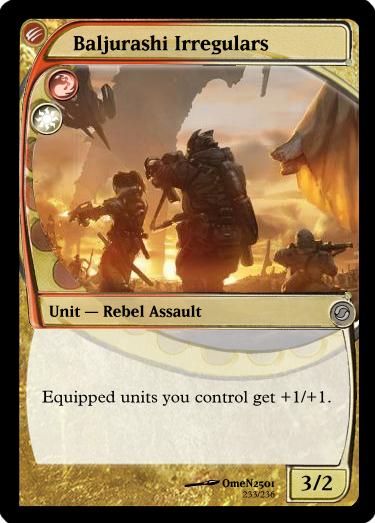 Baljurashi Irregulars
Unit — Rebel Assault
Equipped units you control get +1/+1.
OmeN2501
233/236
3/2